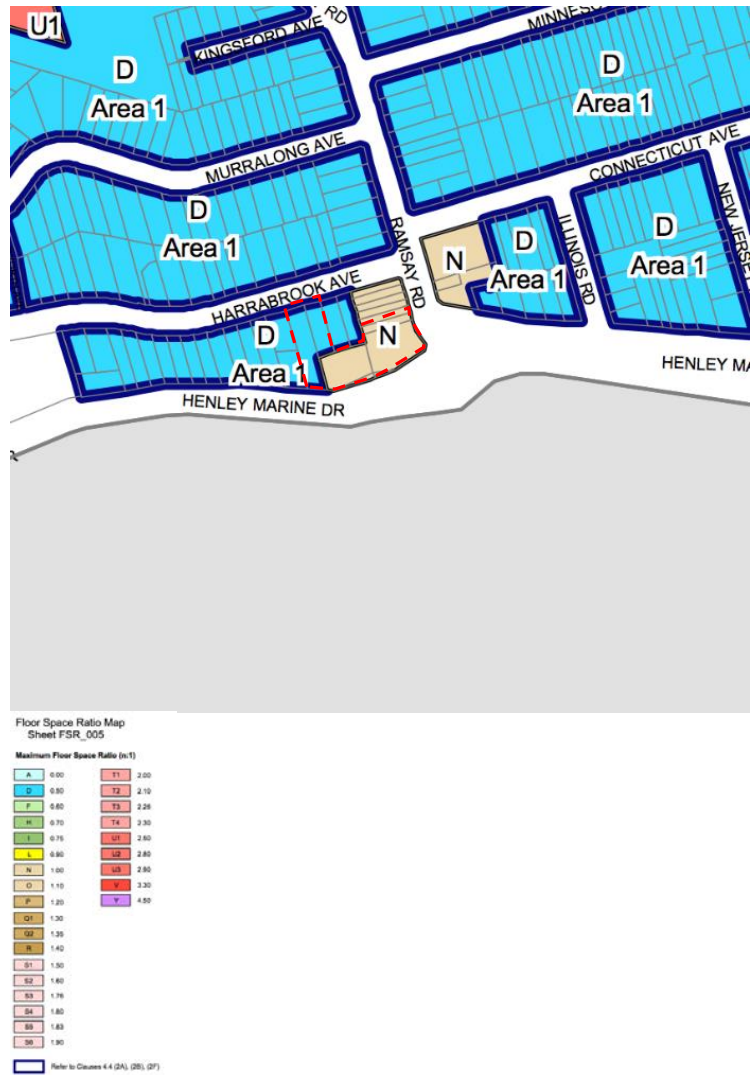 U1
RD
KINGSFORD AVE
MINNES
D
Area 1
D
Area 1
MURRALONG AVE
CONNECTICUT AVE
D
Area 1
RAMSAY RD
N
D
Area 1
ILLINOIS RD
D
Area 1
NEW JERSE
HARRABROOK AVE
D
Area 1
N
HENLEY MARINE DR
HENLEY MA
R
Floor Space Ratio Map
Sheet FSR_005
Maximum Floor Space Ratio (n:1)
A 0.00
D 0.50
F 0.60
H 0.70
I 0.75
L 0.90
N 1.00
O 1.10
P 1.20
Q1 1.30
Q2 1.35
R 1.40
S1 1.50
S2 1.60
S3 1.76
S4 1.80
S5 1.83
S6 1.90
T1 2.00
T2 2.10
T3 2.28
T4 2.30
U1 2.50
U2 2.80
U3 2.90
V 3.30
Y 4.50
Refer to Clauses 4.4 (2A), (2B), (2F)